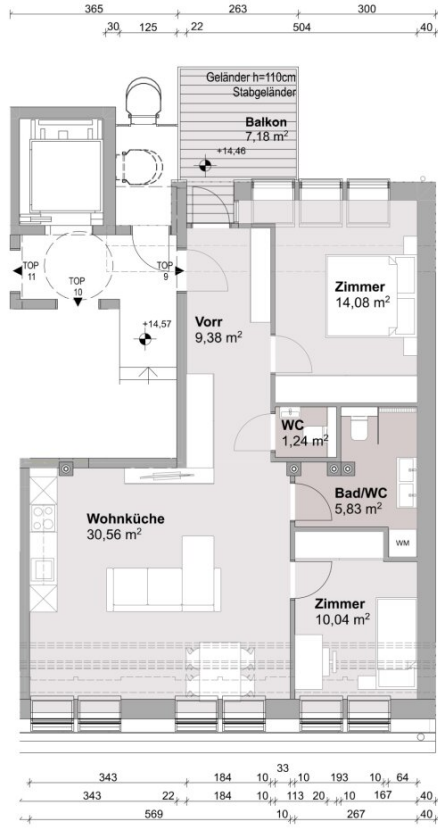 365
263
300
30
125
22
504
40
Geländer h=110cm
Stabgeländer
Balkon
7,18 m²
+14,46
TOP
11
TOP
10
TOP
9
+14,57
Vorr
9,38 m²
Zimmer
14,08 m²
WC
1,24 m²
Bad/WC
5,83 m²
WM
Wohnküche
30,56 m²
Zimmer
10,04 m²
33
343
184
10
10
193
10
64
343
22
184
10
113
20
10
167
40
569
10
267
40